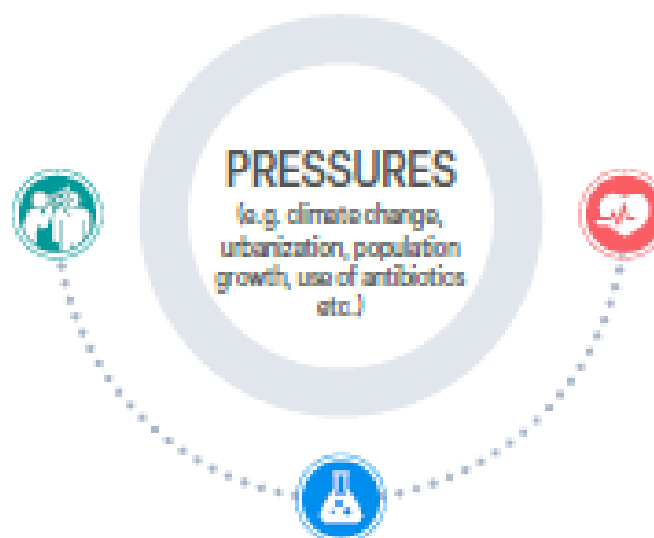 PRESSURES
(e.g. climate change,
urbanization, population
growth, use of antibiotics
etc.)